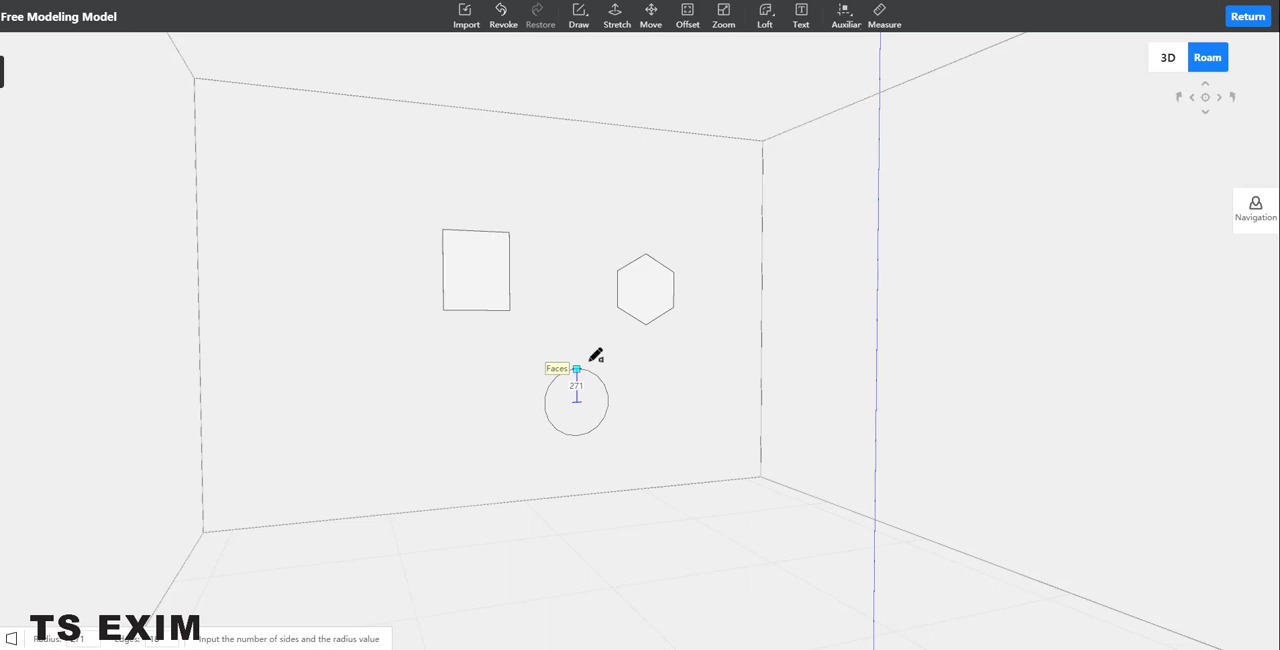 Free Modeling Model
Import Revoke Restore Draw Stretch Move Offset Zoom Loft Text Auxiliar Measure
Return
3D Roam
Navigation
Faces
271
TS EXIM
Input the number of sides and the radius value